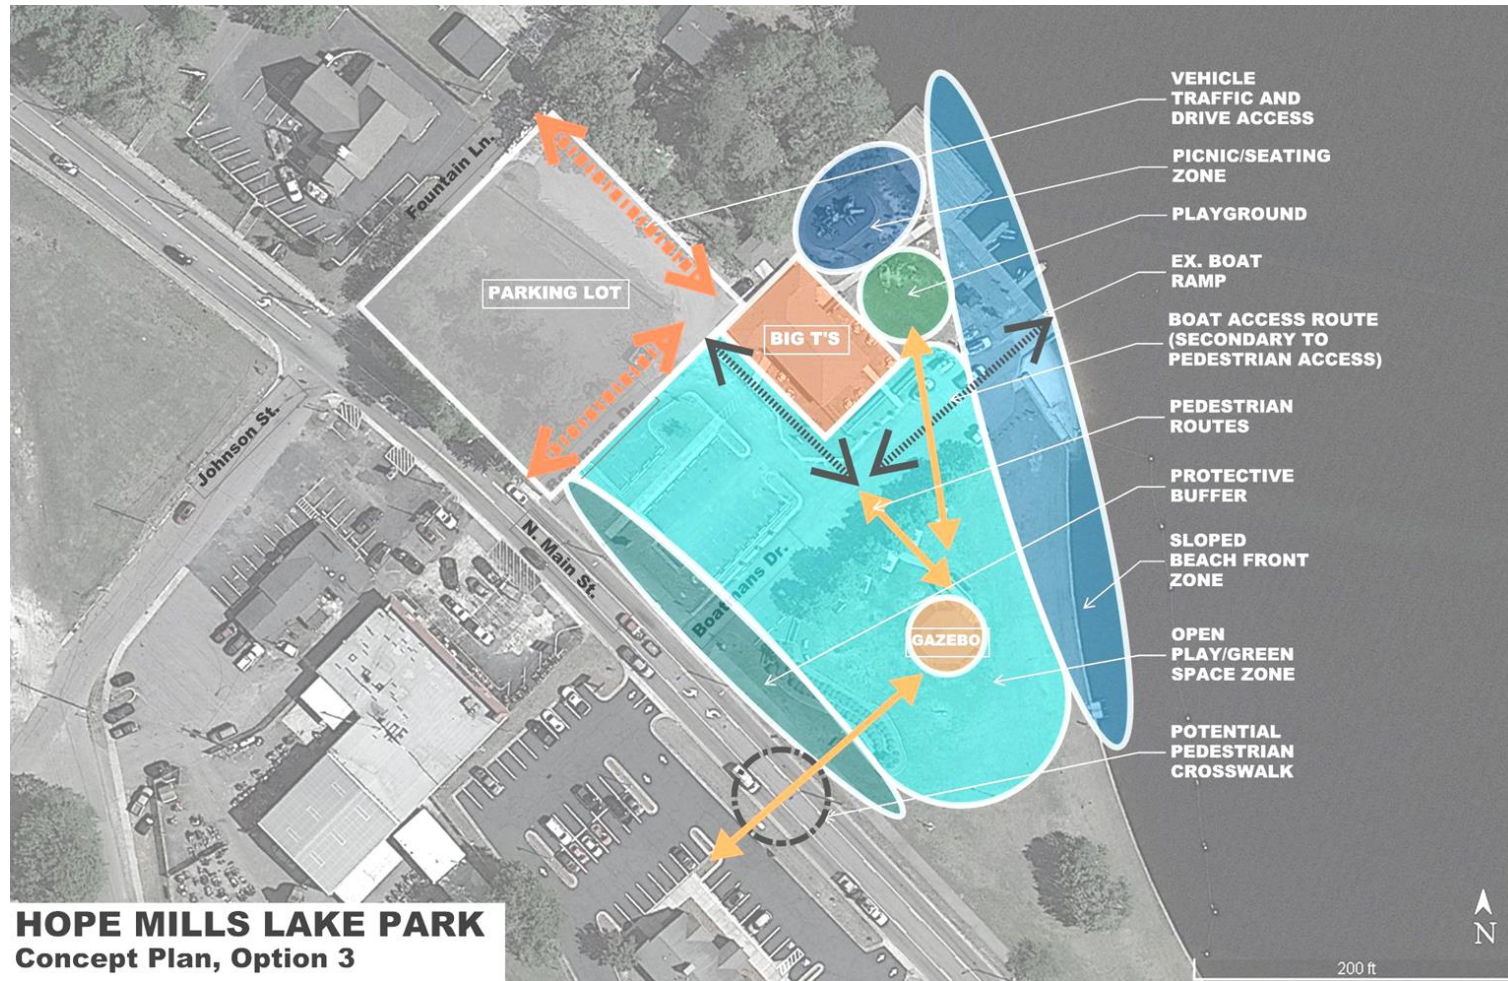 VEHICLE
TRAFFIC AND
DRIVE ACCESS
PICNIC/SEATING
ZONE
PLAYGROUND
EX. BOAT
RAMP
BOAT ACCESS ROUTE
(SECONDARY TO
PEDESTRIAN ACCESS)
PEDESTRIAN
ROUTES
PROTECTIVE
BUFFER
SLOPED
BEACH FRONT
ZONE
OPEN
PLAY/GREEN
SPACE ZONE
POTENTIAL
PEDESTRIAN
CROSSWALK
Fountain Ln.
PARKING LOT
BIG T'S
Johnson St.
N. Main St.
Boatmans Dr.
GAZEBO
HOPE MILLS LAKE PARK
Concept Plan, Option 3
N
200 ft